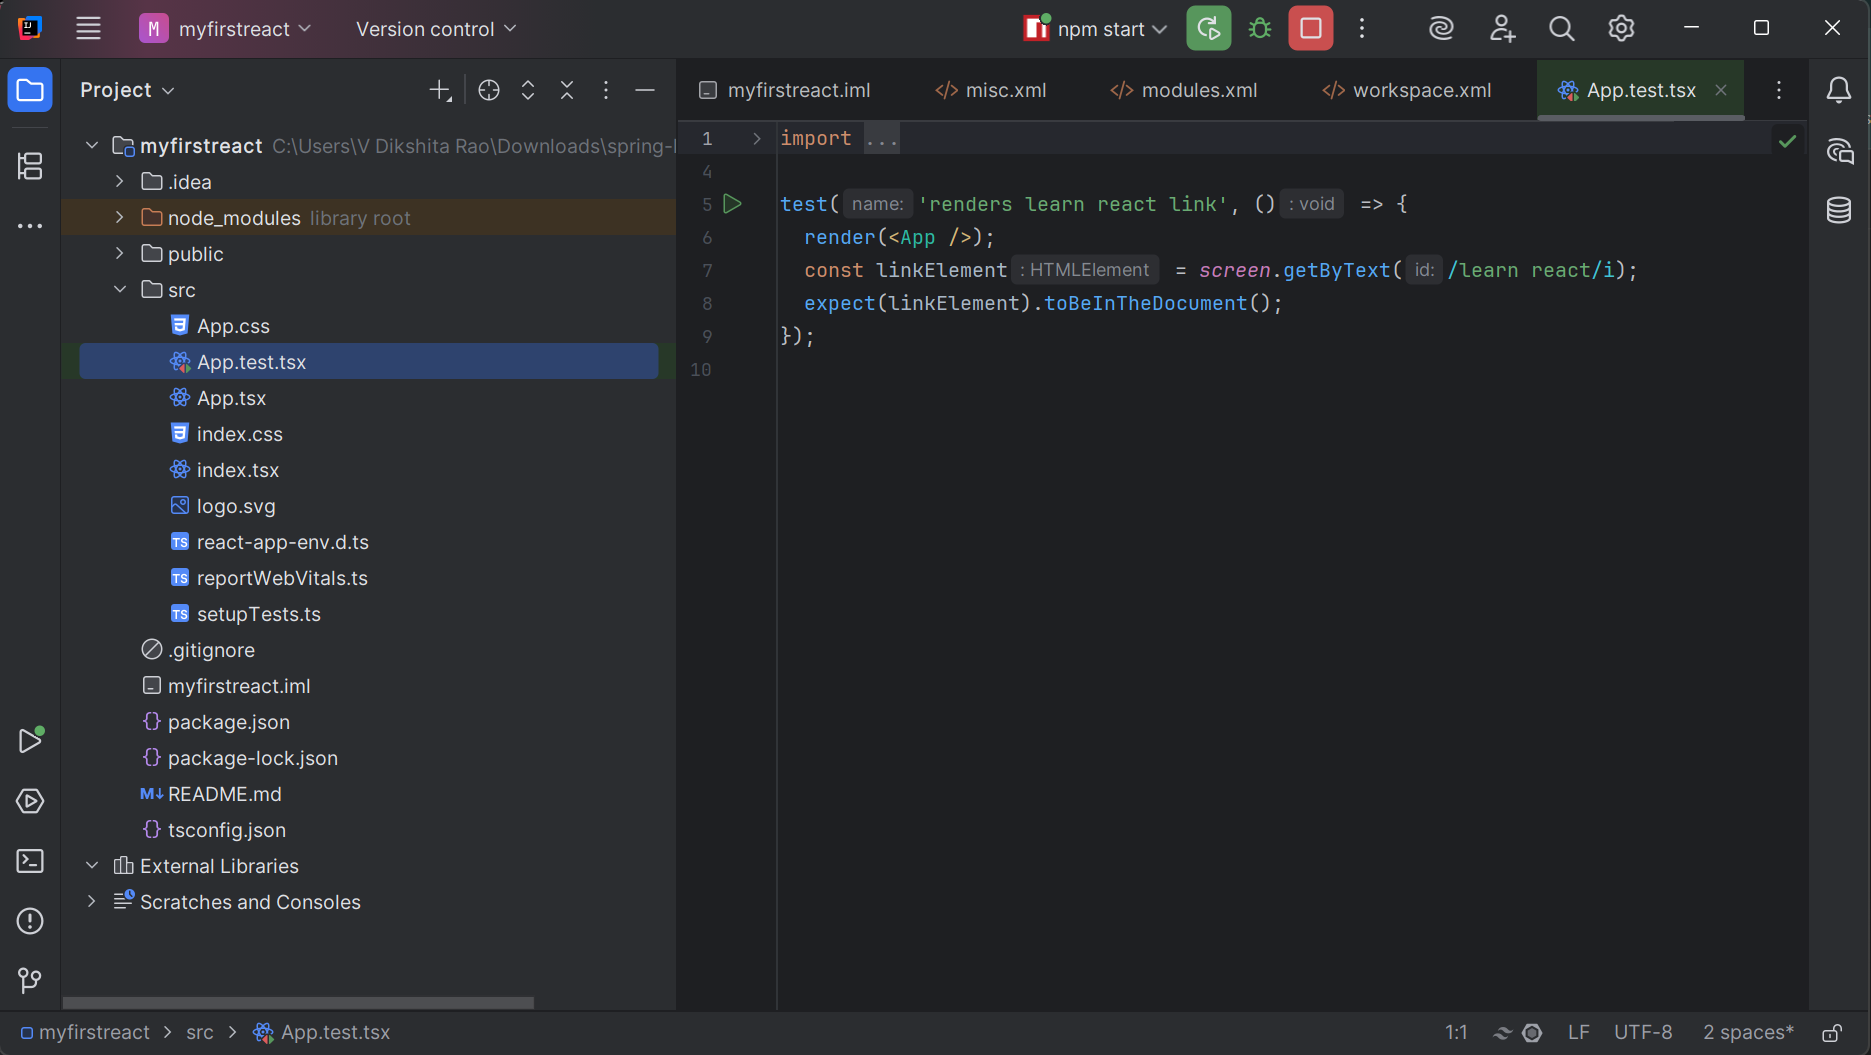 M myfirstreact Version control npm start
Project
myfirstreact.iml </> misc.xml </> modules.xml </> workspace.xml App.test.tsx
myfirstreact C:\Users\V Dikshita Rao\Downloads\spring-
.idea
node_modules library root
public
src
App.css
App.test.tsx
App.tsx
index.css
index.tsx
logo.svg
TS react-app-env.d.ts
TS reportWebVitals.ts
TS setupTests.ts
.gitignore
myfirstreact.iml
{} package.json
{} package-lock.json
M↓ README.md
{} tsconfig.json
External Libraries
Scratches and Consoles
1 import ...
4
5 test( name: 'renders learn react link', () : void => {
6 render(<App />);
7 const linkElement : HTMLElement = screen.getByText( id: /learn react/i);
8 expect(linkElement).toBeInTheDocument();
9 });
10
myfirstreact > src > App.test.tsx 1:1 LF UTF-8 2 spaces*